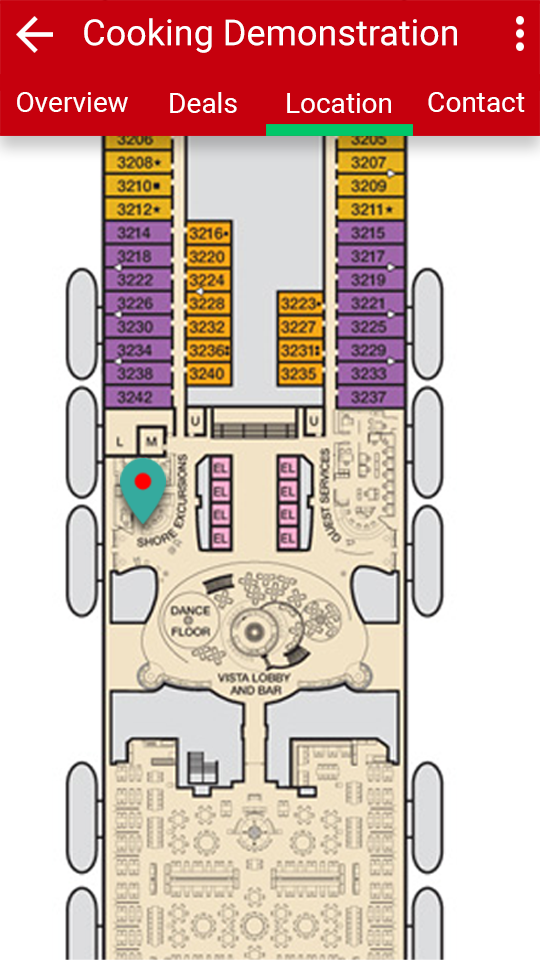 Cooking Demonstration
Overview Deals Location Contact
3206 3205
3208★ 3207
3210■ 3209
3212★ 3211★
3214 3216• 3215
3218 3220 3217
3222 3224 3219
3226 3228 3223• 3221
3230 3232 3227 3225
3234 3236 3231 3229
3238 3240 3235 3233
3242 3237
U U
L M
SHORE EXCURSIONS
EL EL
EL EL
EL EL
EL EL
GUEST SERVICES
DANCE
FLOOR
VISTA LOBBY
AND BAR